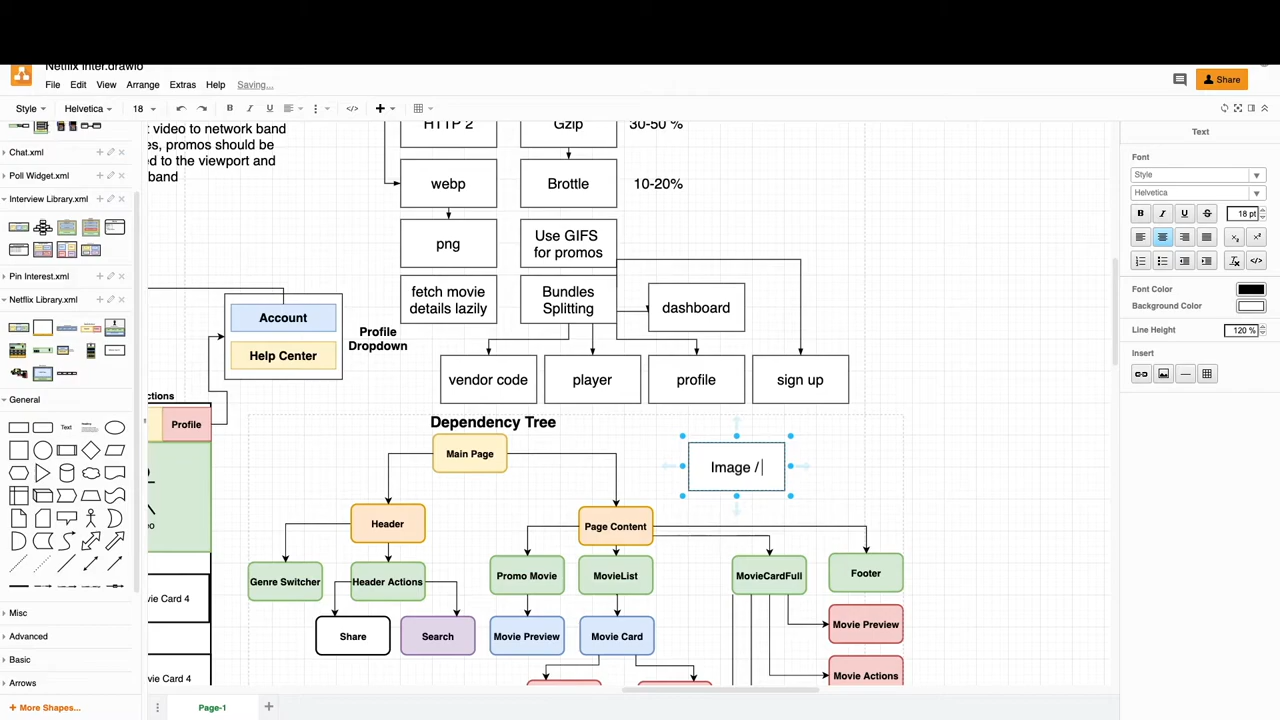 Netflix Inter.drawio
File Edit View Arrange Extras Help Saving...
Share
Style Helvetica 18 B I U
Chat.xml
Poll Widget.xml
Interview Library.xml
Pin Interest.xml
Netflix Library.xml
General
Misc
Advanced
Basic
Arrows
+ More Shapes...
t video to network band
es, promos should be
ed to the viewport and
band
HTTP 2
Gzip
30-50 %
webp
Brottle
10-20%
png
Use GIFS
for promos
fetch movie
details lazily
Bundles
Splitting
dashboard
Account
Help Center
Profile
Dropdown
vendor code
player
profile
sign up
ctions
Profile
eo
vie Card 4
vie Card 4
Dependency Tree
Main Page
Image /
Header
Page Content
Genre Switcher
Header Actions
Promo Movie
MovieList
MovieCardFull
Footer
Share
Search
Movie Preview
Movie Card
Movie Preview
Movie Actions
Page-1
Text
Font
Style
Helvetica
B I U S 18 pt
Font Color
Background Color
Line Height 120 %
Insert